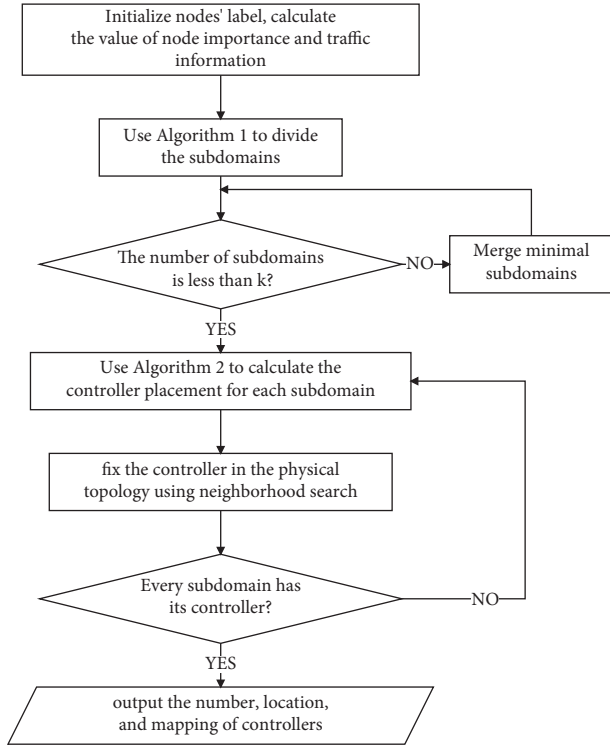 Initialize nodes' label, calculate
the value of node importance and traffic
information
Use Algorithm 1 to divide
the subdomains
The number of subdomains
is less than k?
NO
Merge minimal
subdomains
YES
Use Algorithm 2 to calculate the
controller placement for each subdomain
fix the controller in the physical
topology using neighborhood search
Every subdomain has
its controller?
NO
YES
output the number, location,
and mapping of controllers